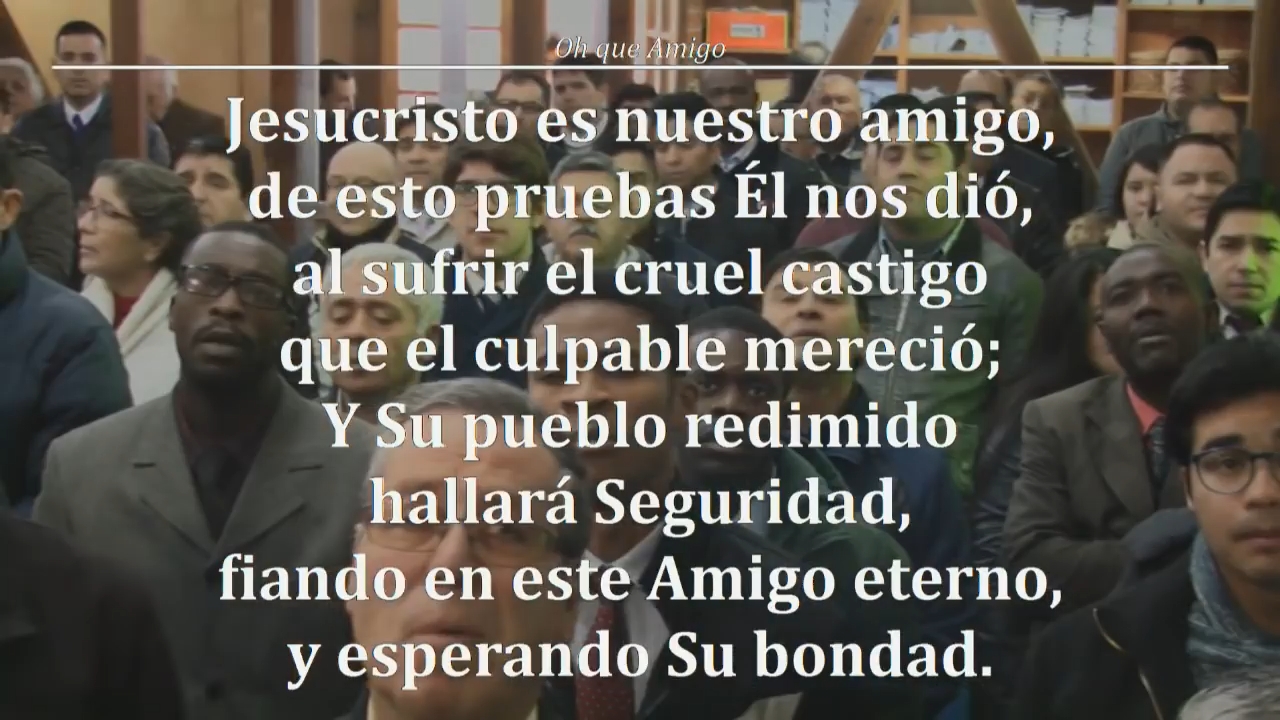 Oh que Amigo
Jesucristo es nuestro amigo,
de esto pruebas Él nos dió,
al sufrir el cruel castigo
que el culpable mereció;
Y Su pueblo redimido
hallará Seguridad,
fiando en este Amigo eterno,
y esperando Su bondad.